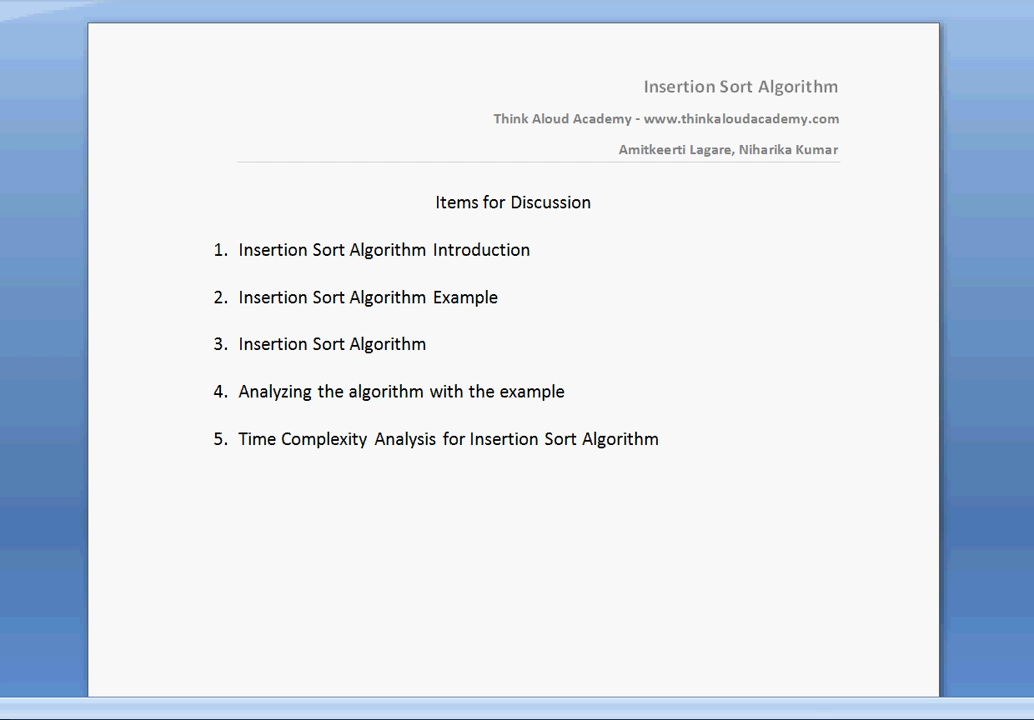 Insertion Sort Algorithm
Think Aloud Academy - www.thinkaloudacademy.com
Amitkeerti Lagare, Niharika Kumar
Items for Discussion
1. Insertion Sort Algorithm Introduction
2. Insertion Sort Algorithm Example
3. Insertion Sort Algorithm
4. Analyzing the algorithm with the example
5. Time Complexity Analysis for Insertion Sort Algorithm